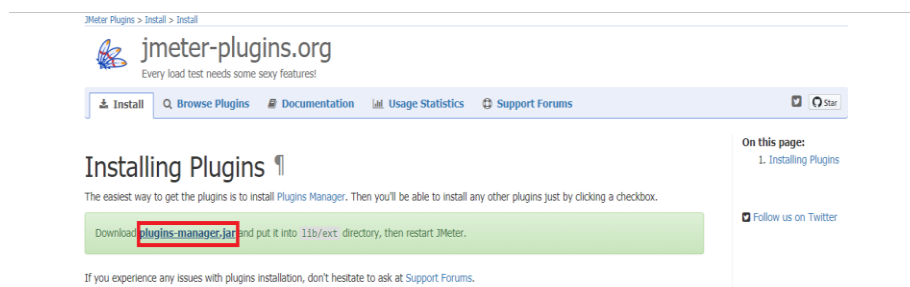 JMeter Plugins > Install > Install
jmeter-plugins.org
Every load test needs some sexy features!
Install Browse Plugins Documentation Usage Statistics Support Forums Star
On this page:
1. Installing Plugins
Installing Plugins ¶
The easiest way to get the plugins is to install Plugins Manager. Then you'll be able to install any other plugins just by clicking a checkbox.
Follow us on Twitter
Download plugins-manager.jar and put it into lib/ext directory, then restart JMeter.
If you experience any issues with plugins installation, don't hesitate to ask at Support Forums.